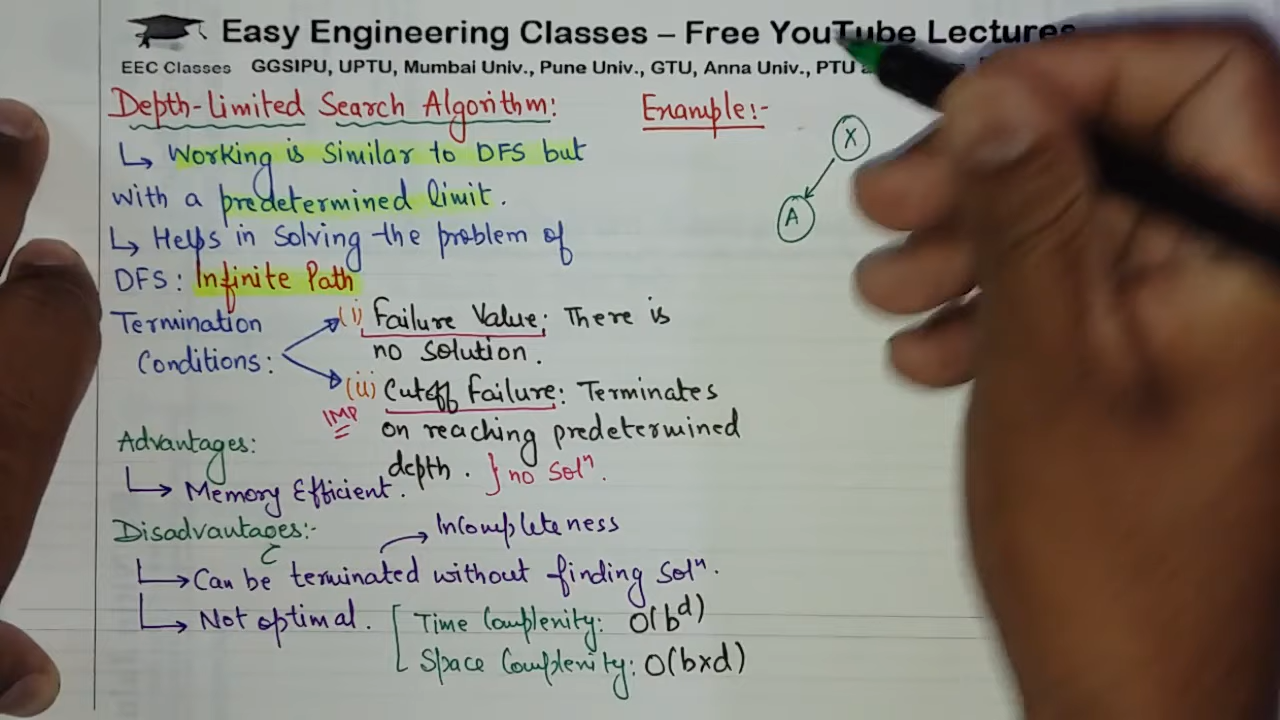 Easy Engineering Classes – Free YouTube Lectures
EEC Classes GGSIPU, UPTU, Mumbai Univ., Pune Univ., GTU, Anna Univ., PTU
Depth-Limited Search Algorithm:
↳ Working is Similar to DFS but
with a predetermined limit.
↳ Helps in Solving the problem of
DFS: Infinite Path
Termination
Conditions:
(i) Failure Value: There is
no solution.
(ii) Cutoff Failure: Terminates
IMP
on reaching predetermined
depth. } no Solⁿ.
Advantages:
↳ Memory Efficient.
Disadvantages:-
→ Incompleteness
↳ Can be terminated without finding Solⁿ.
↳ Not optimal.
Time Complexity: O(b^d)
Space Complexity: O(b×d)
Example:-
X
A